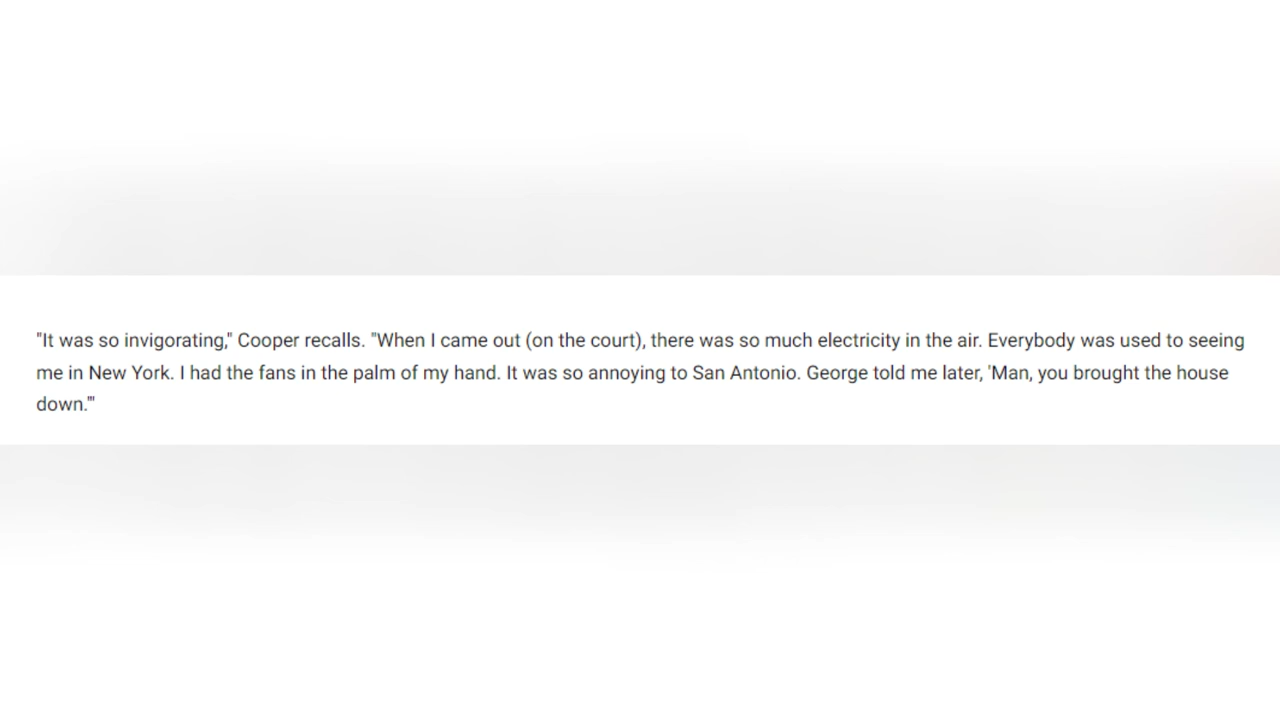 "It was so invigorating," Cooper recalls. "When I came out (on the court), there was so much electricity in the air. Everybody was used to seeing
me in New York. I had the fans in the palm of my hand. It was so annoying to San Antonio. George told me later, 'Man, you brought the house
down.'"